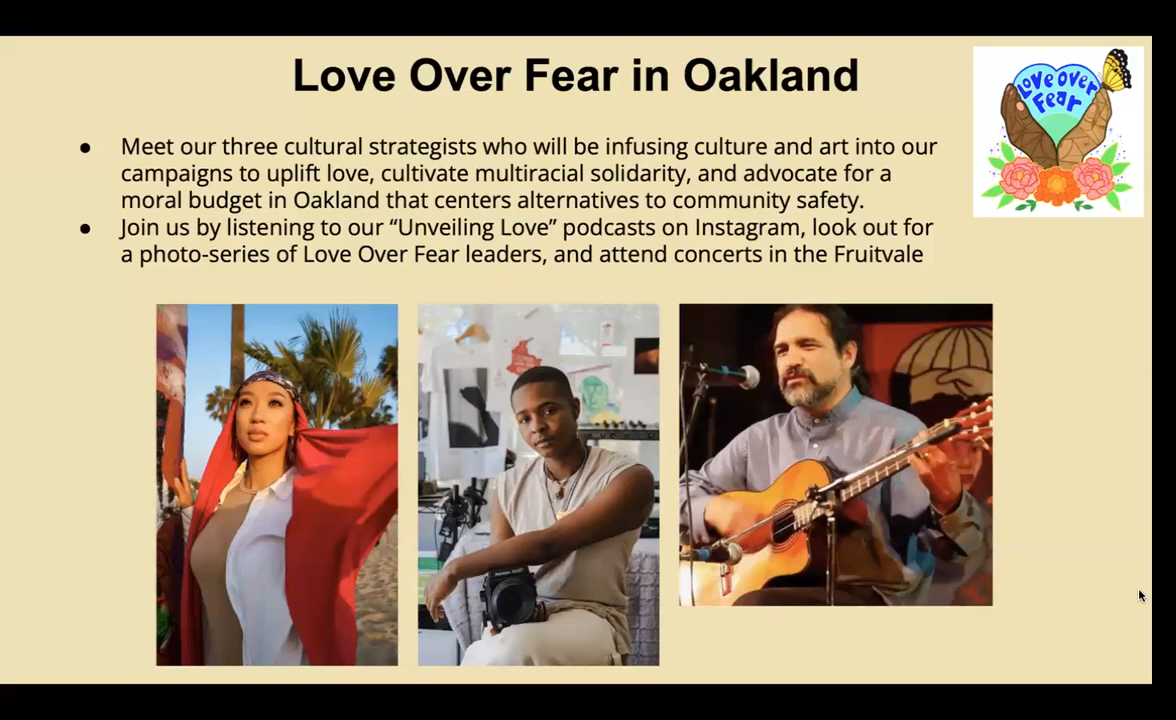 Love Over Fear in Oakland
Love over
Fear
● Meet our three cultural strategists who will be infusing culture and art into our
campaigns to uplift love, cultivate multiracial solidarity, and advocate for a
moral budget in Oakland that centers alternatives to community safety.
● Join us by listening to our “Unveiling Love” podcasts on Instagram, look out for
a photo-series of Love Over Fear leaders, and attend concerts in the Fruitvale